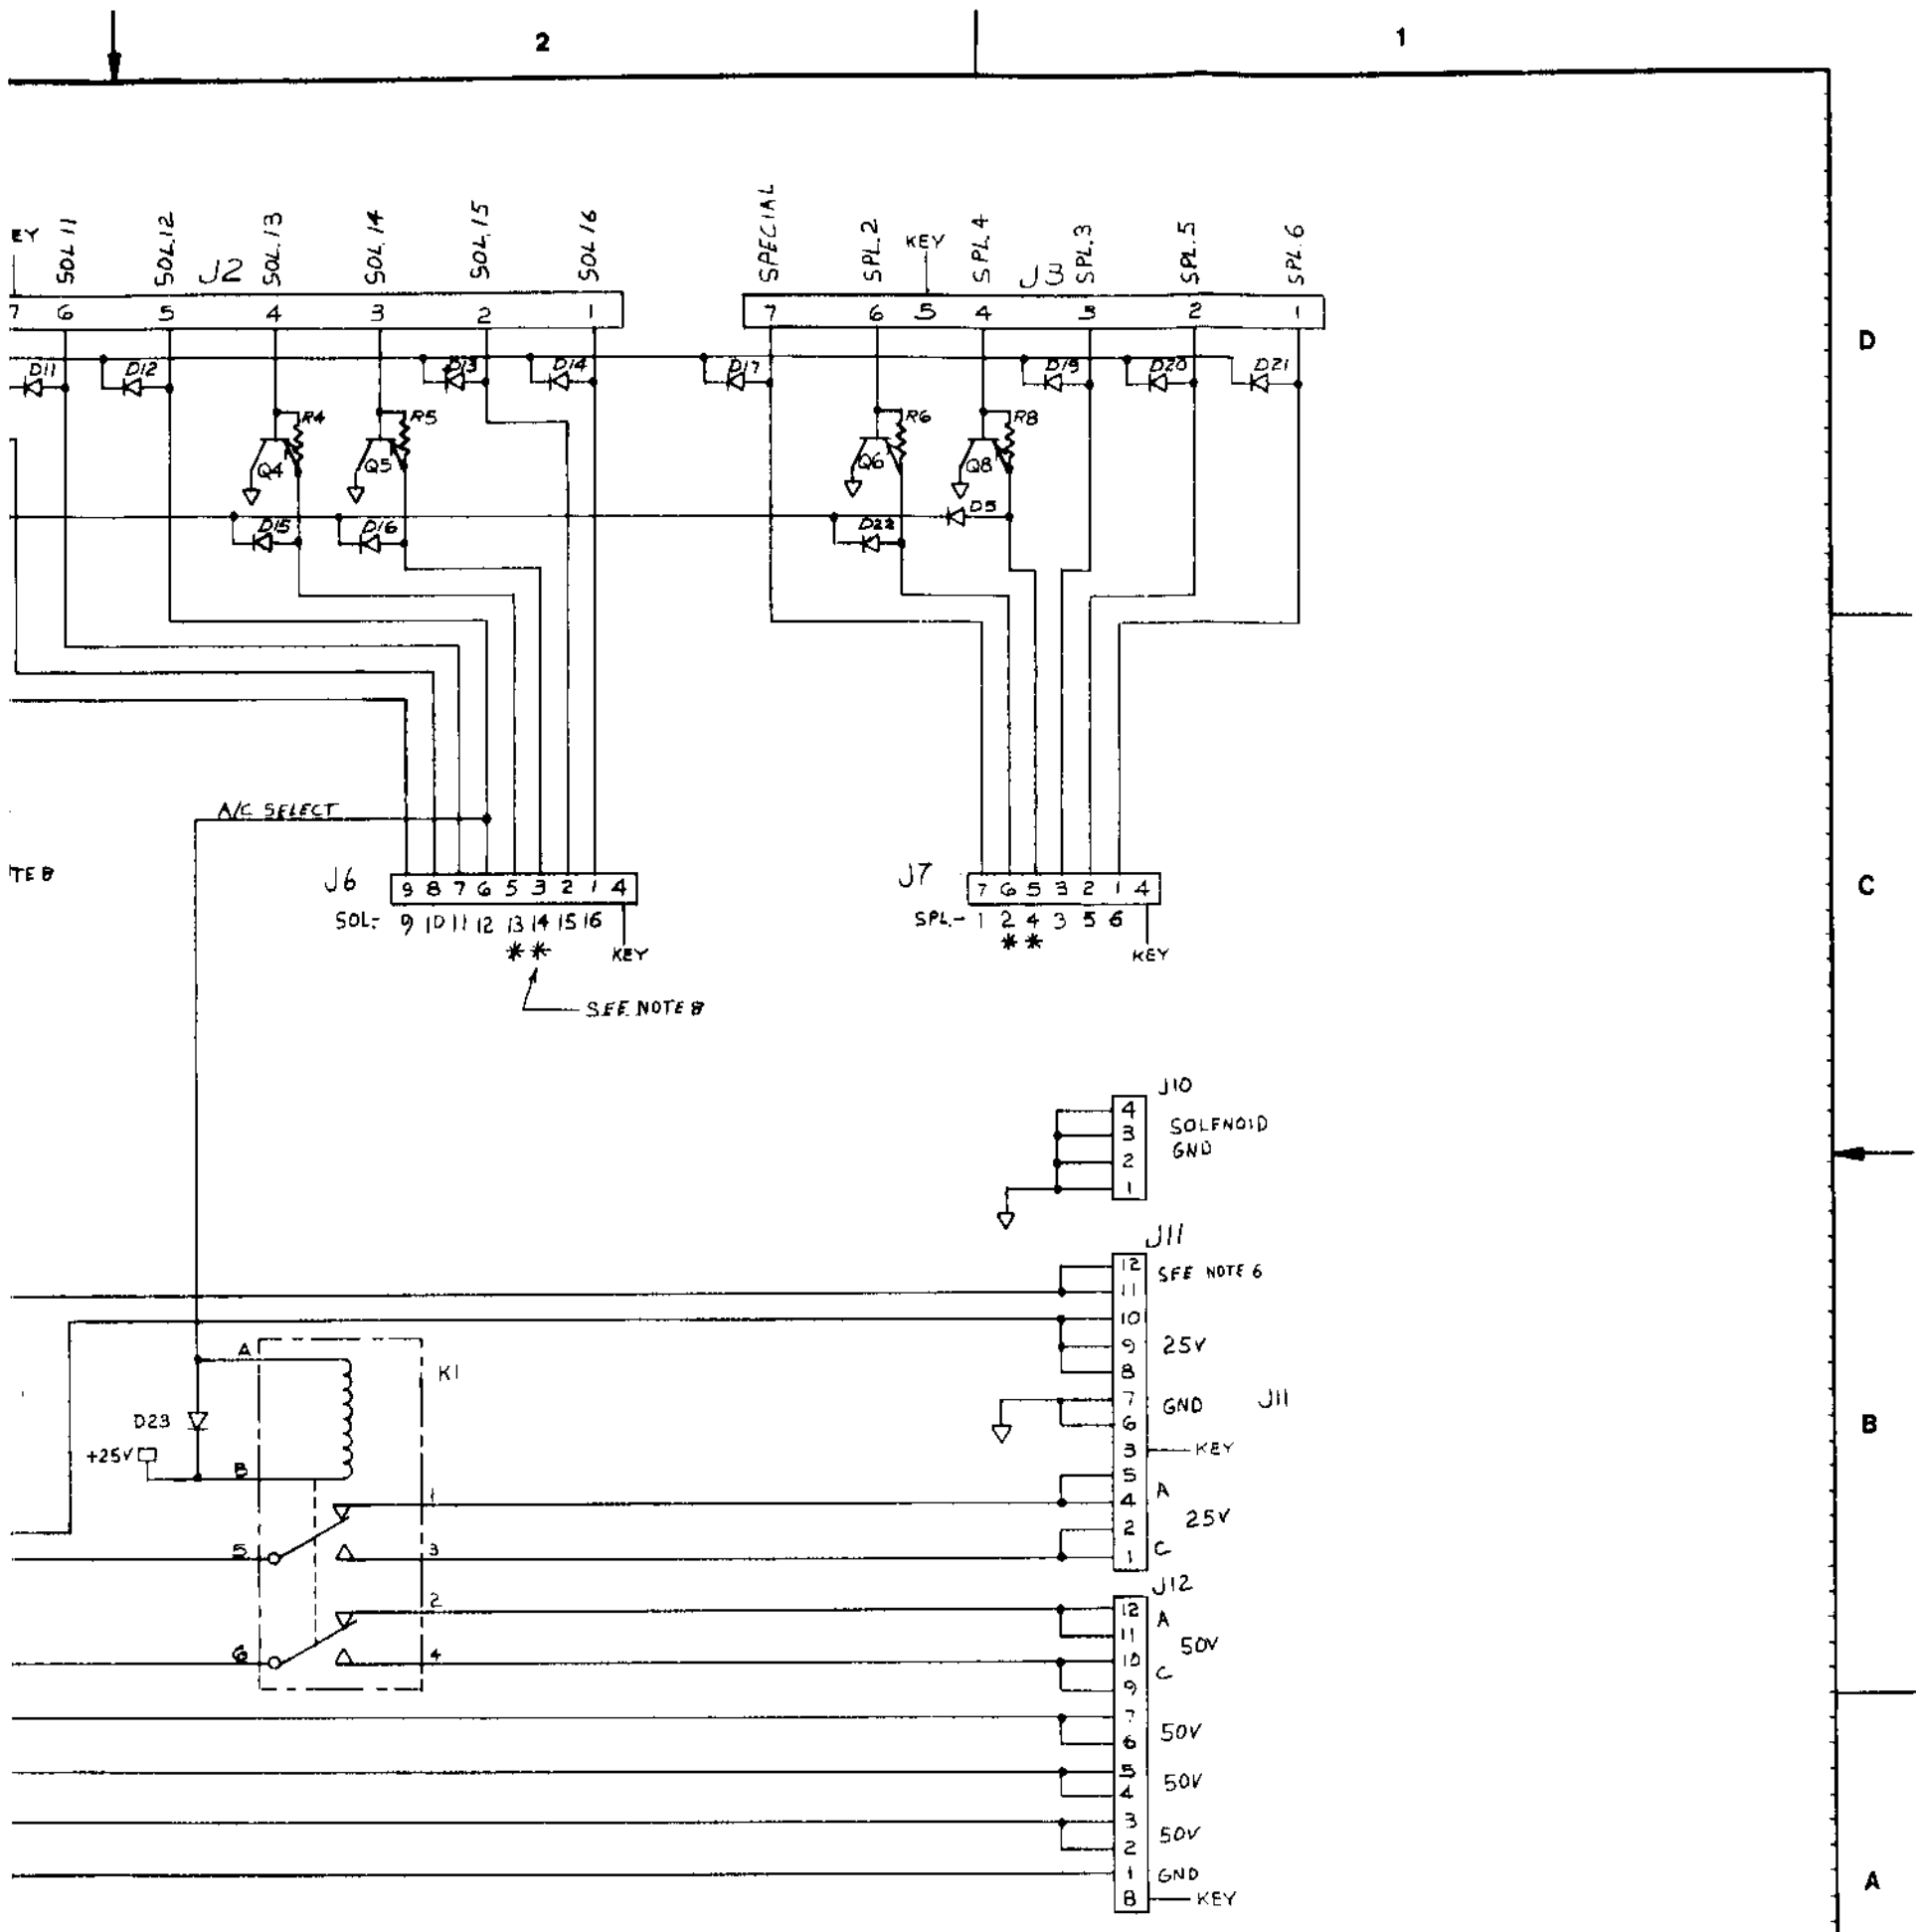 2 1
EY SOL 11 SOL.12 J2 SOL.13 SOL.14 SOL.15 SOL 16 SPECIAL SPL.2 KEY SPL.4 J3 SPL.3 SPL.5 SPL.6
7 6 5 4 3 2 1 7 6 5 4 3 2 1
D
D11 D12 D13 D14 D17 D19 D20 D21
R4 R5 R6 R8
Q4 Q5 Q6 Q8
D15 D16 D22 D5
A/C SELECT
TE 8
J6 9 8 7 6 5 3 2 1 4
J7 7 6 5 3 2 1 4
C
SOL- 9 10 11 12 13 14 15 16
SPL.- 1 2 4 3 5 6
* * KEY
* * KEY
SEE NOTE 8
J10
4
3 SOLENOID
2 GND
1
J11
12 SEE NOTE 6
11
10
9 25V
8
7 GND J11
6
3 KEY
5
4 A
2 25V
1 C
A
K1
D23
+25V
B
B
1
5 3
2
6 4
J12
12 A
11 50V
10 C
9
7
6 50V
5
4 50V
3
2 50V
1 GND
8 KEY
A